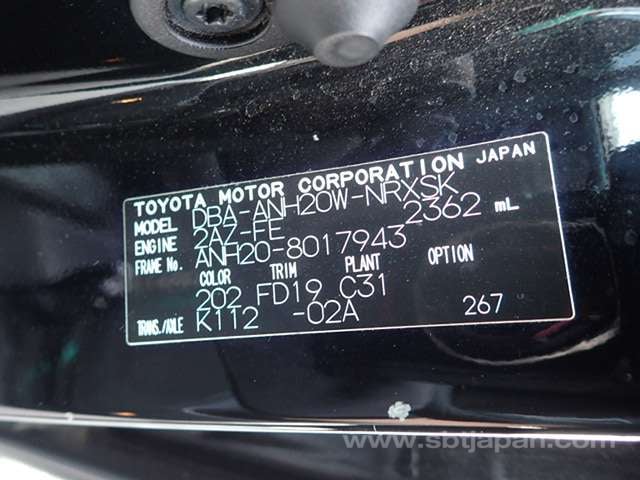 TOYOTA MOTOR CORPORATION JAPAN
MODEL DBA-ANH20W-NRXSK
ENGINE 2AZ-FE 2362 mL
FRAME No. ANH20-8017943
COLOR TRIM PLANT OPTION
202 FD19 C31
TRANS./AXLE K112 -02A 267
www.sbtjapan.com